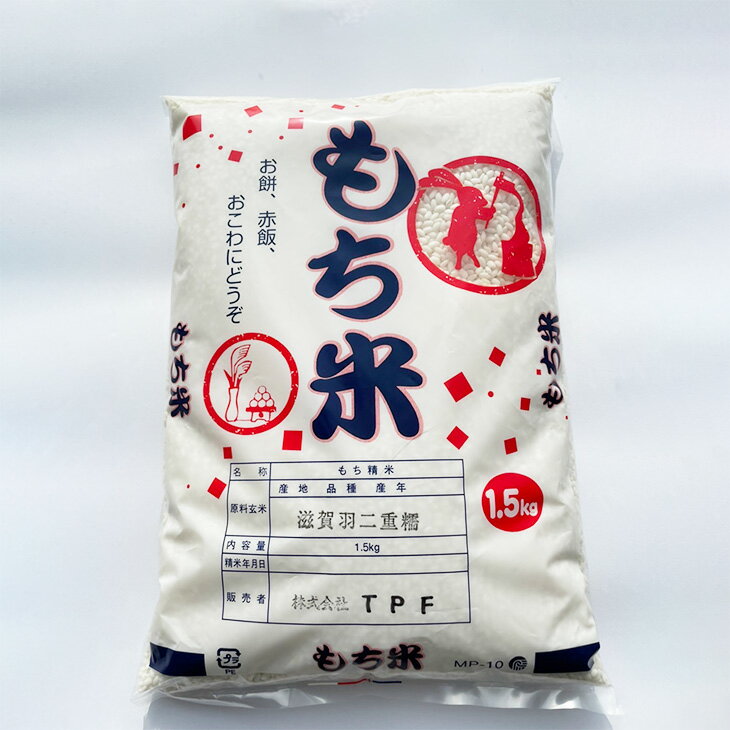 もち米
お餅、赤飯、
おこわにどうぞ
もち米
もち米
1.5kg
名称 もち精米
原料玄米 産地 品種 産年
滋賀羽二重糯
内容量 1.5kg
精米年月日
販売者 株式会社 TPF
プラ
PE
もち米
MP-10